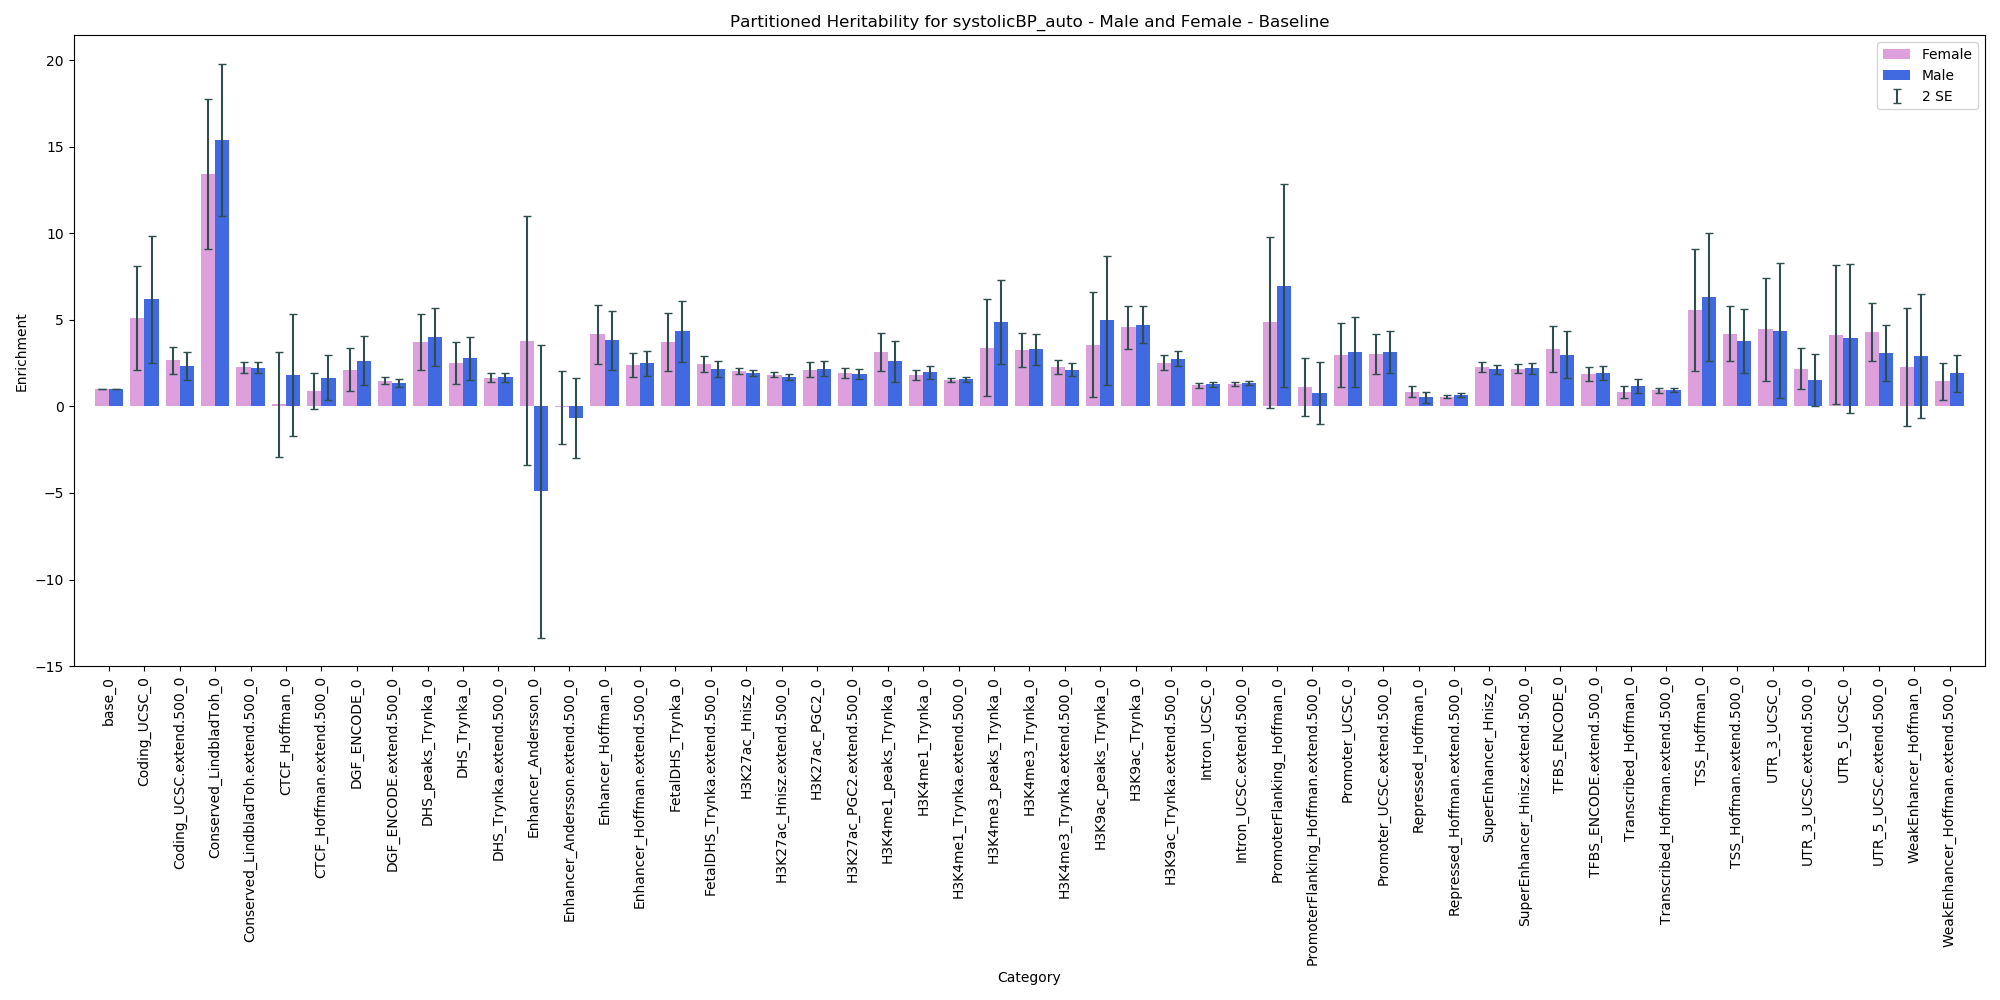 Partitioned Heritability for systolicBP_auto - Male and Female - Baseline
Female
Male
2 SE
Enrichment
20
15
10
5
0
−5
−10
−15
base_0
Coding_UCSC_0
Coding_UCSC.extend.500_0
Conserved_LindbladToh_0
Conserved_LindbladToh.extend.500_0
CTCF_Hoffman_0
CTCF_Hoffman.extend.500_0
DGF_ENCODE_0
DGF_ENCODE.extend.500_0
DHS_peaks_Trynka_0
DHS_Trynka_0
DHS_Trynka.extend.500_0
Enhancer_Andersson_0
Enhancer_Andersson.extend.500_0
Enhancer_Hoffman_0
Enhancer_Hoffman.extend.500_0
FetalDHS_Trynka_0
FetalDHS_Trynka.extend.500_0
H3K27ac_Hnisz_0
H3K27ac_Hnisz.extend.500_0
H3K27ac_PGC2_0
H3K27ac_PGC2.extend.500_0
H3K4me1_peaks_Trynka_0
H3K4me1_Trynka_0
H3K4me1_Trynka.extend.500_0
H3K4me3_peaks_Trynka_0
H3K4me3_Trynka_0
H3K4me3_Trynka.extend.500_0
H3K9ac_peaks_Trynka_0
H3K9ac_Trynka_0
H3K9ac_Trynka.extend.500_0
Intron_UCSC_0
Intron_UCSC.extend.500_0
PromoterFlanking_Hoffman_0
PromoterFlanking_Hoffman.extend.500_0
Promoter_UCSC_0
Promoter_UCSC.extend.500_0
Repressed_Hoffman_0
Repressed_Hoffman.extend.500_0
SuperEnhancer_Hnisz_0
SuperEnhancer_Hnisz.extend.500_0
TFBS_ENCODE_0
TFBS_ENCODE.extend.500_0
Transcribed_Hoffman_0
Transcribed_Hoffman.extend.500_0
TSS_Hoffman_0
TSS_Hoffman.extend.500_0
UTR_3_UCSC_0
UTR_3_UCSC.extend.500_0
UTR_5_UCSC_0
UTR_5_UCSC.extend.500_0
WeakEnhancer_Hoffman_0
WeakEnhancer_Hoffman.extend.500_0
Category